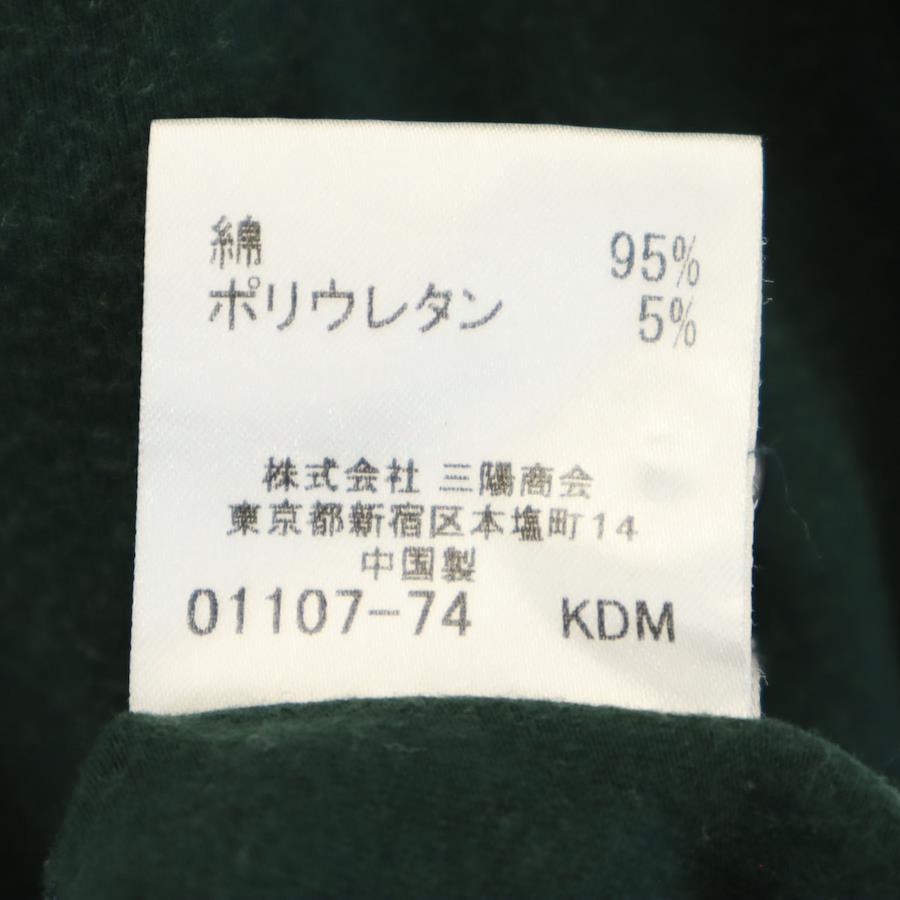 綿 95%
ポリウレタン 5%
株式会社 三陽商会
東京都新宿区本塩町14
中国製
01107-74 KDM